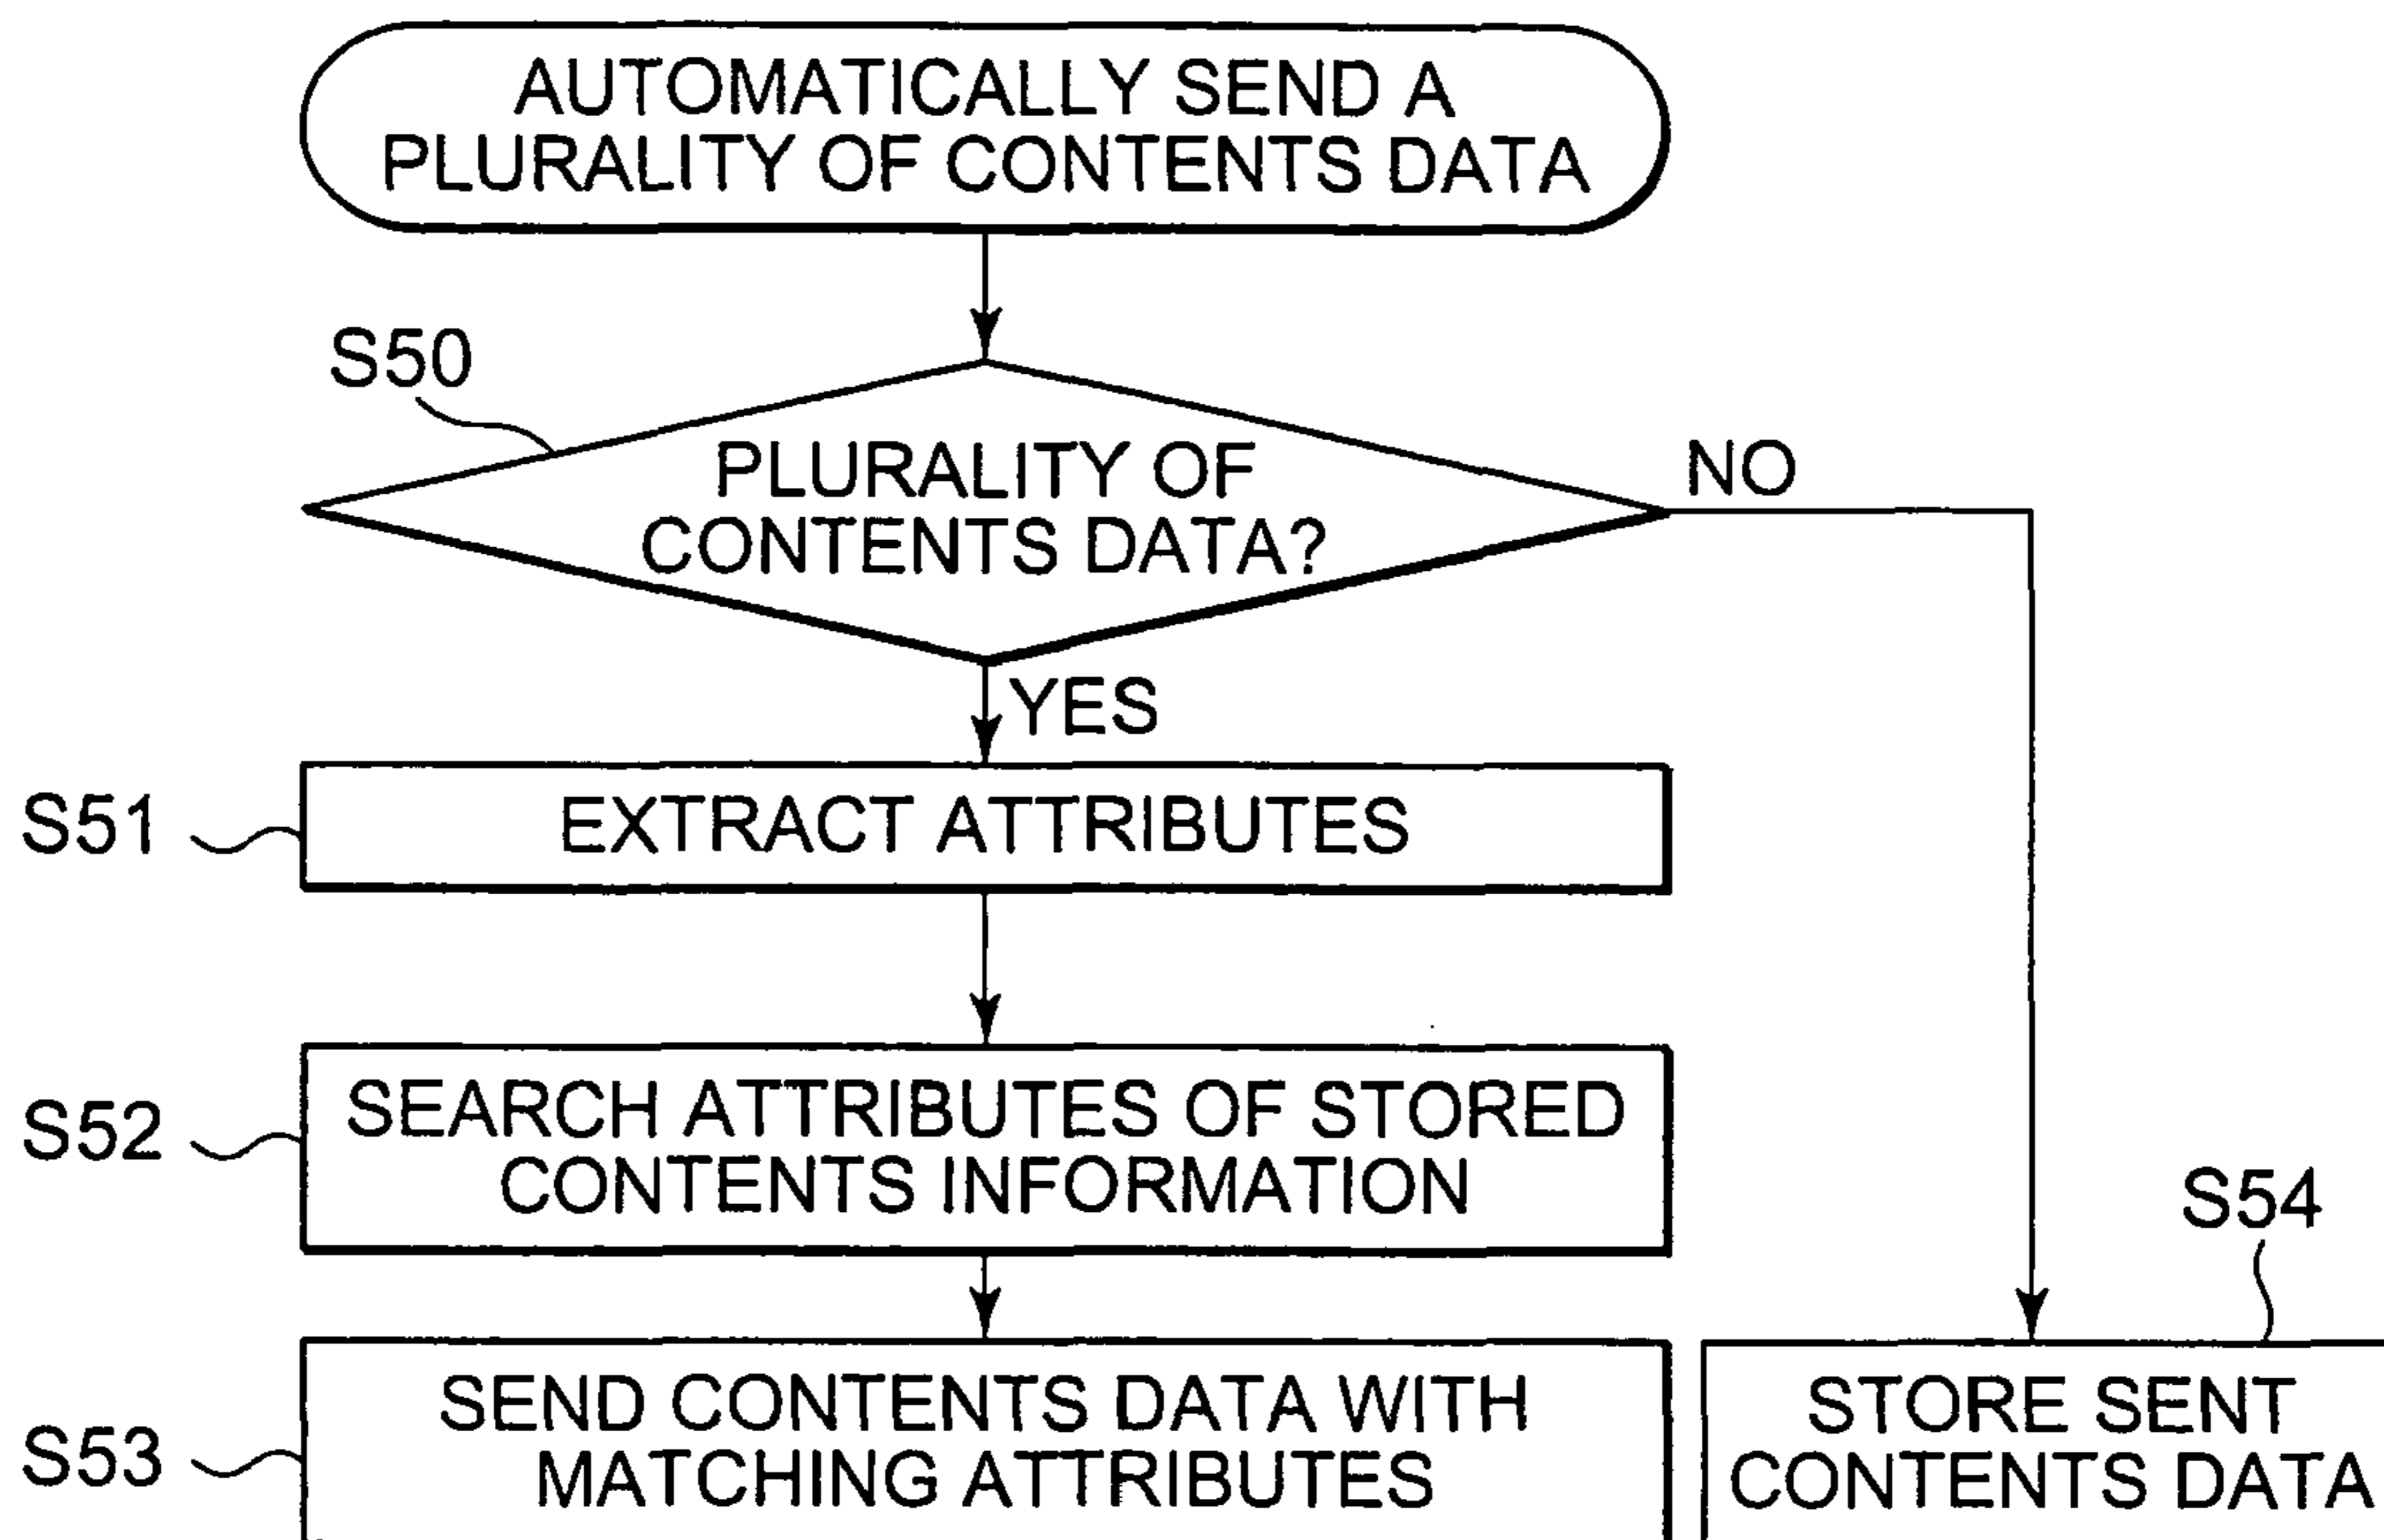 AUTOMATICALLY SEND A
PLURALITY OF CONTENTS DATA
S50
PLURALITY OF
CONTENTS DATA?
NO
YES
S51
EXTRACT ATTRIBUTES
S52
SEARCH ATTRIBUTES OF STORED
CONTENTS INFORMATION
S53
SEND CONTENTS DATA WITH
MATCHING ATTRIBUTES
S54
STORE SENT
CONTENTS DATA